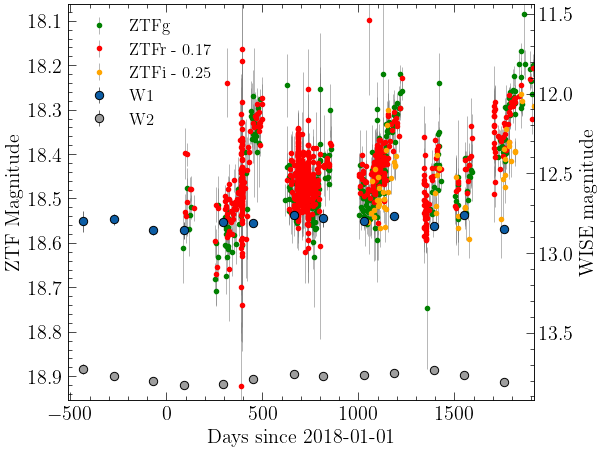 18.1
18.2
18.3
18.4
18.5
18.6
18.7
18.8
18.9
ZTF Magnitude
ZTFg
ZTFr - 0.17
ZTFi - 0.25
W1
W2
11.5
12.0
12.5
13.0
13.5
WISE magnitude
−500 0 500 1000 1500
Days since 2018-01-01